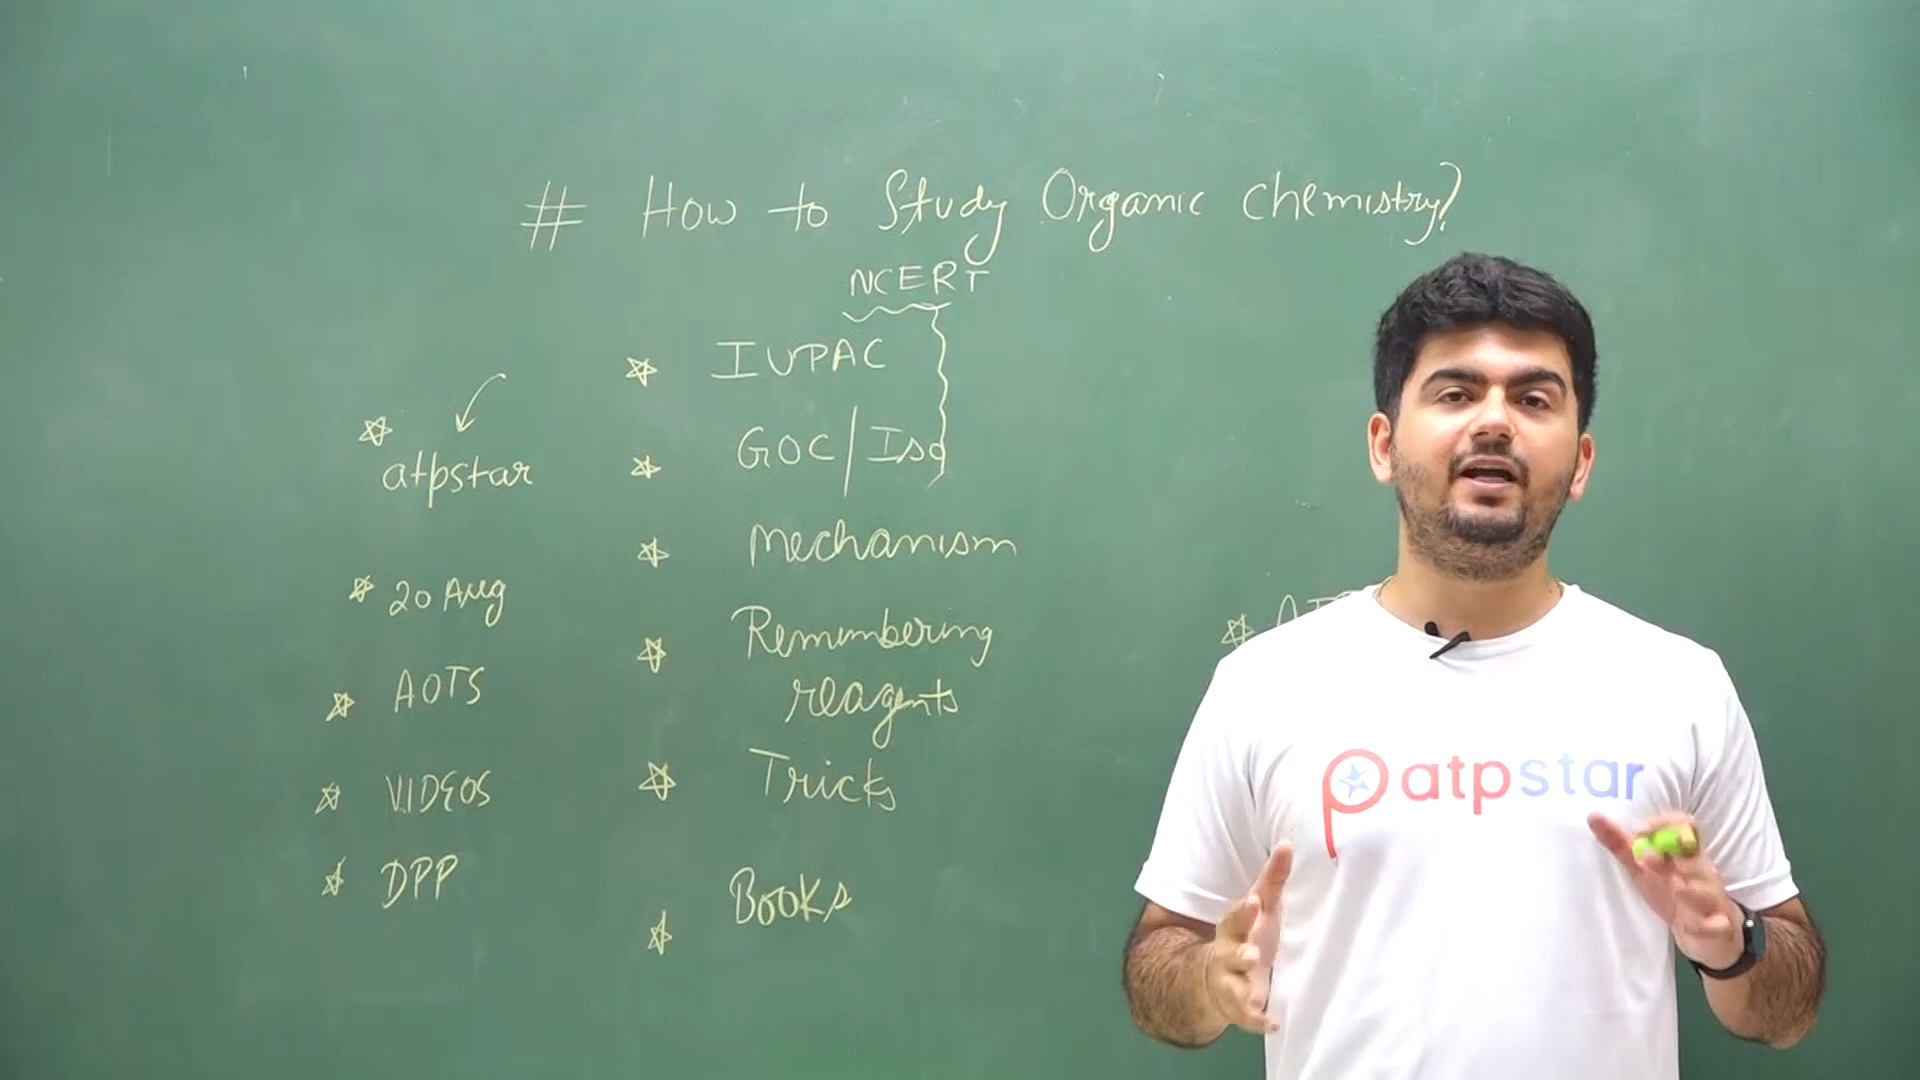 # How to Study Organic Chemistry?
NCERT
IUPAC
GOC/Iso
Mechanism
Remembering
reagents
Tricks
Books
atpstar
20 Aug
AOTS
VIDEOS
DPP
atpstar